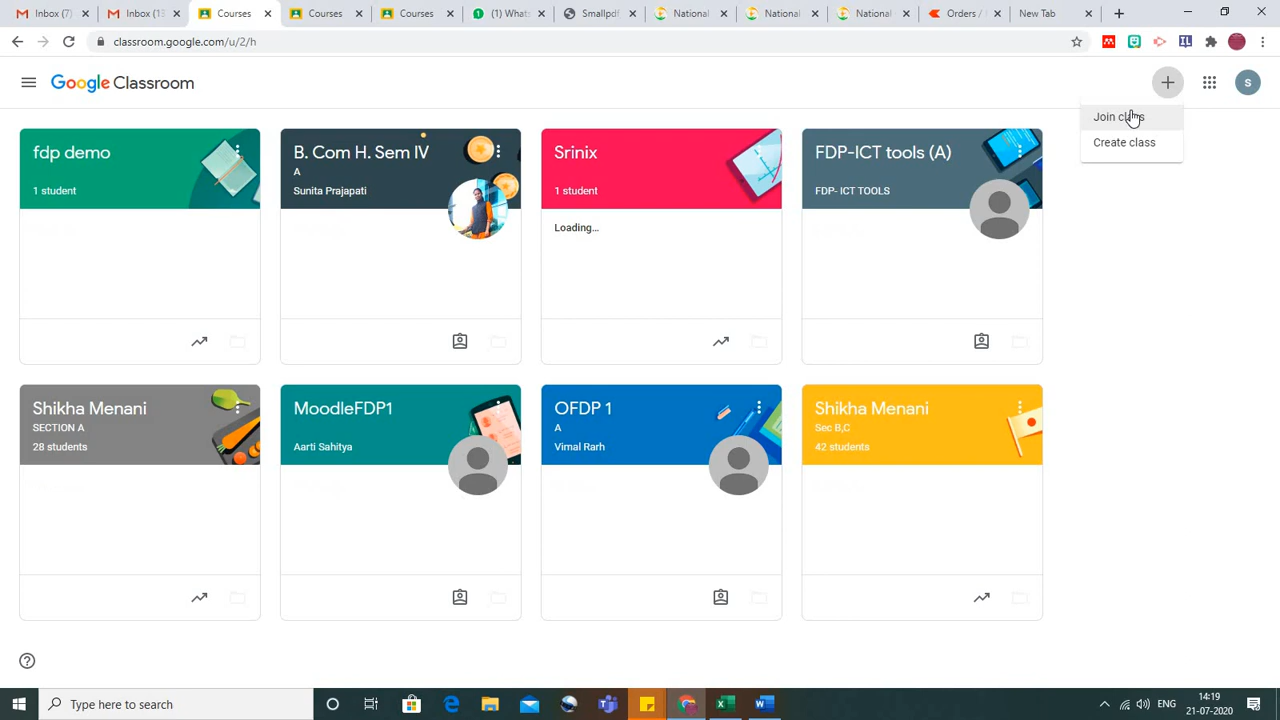 Inbox (7)
Inbox (15
Courses
Courses
Courses
(1) Whats
Smallpdf
National
National
National
Orders /
New Tab
classroom.google.com/u/2/h
Google Classroom
S
Join class
Create class
fdp demo
1 student
B. Com H. Sem IV
A
Sunita Prajapati
Srinix
1 student
Loading...
FDP-ICT tools (A)
FDP- ICT TOOLS
Shikha Menani
SECTION A
28 students
MoodleFDP1
Aarti Sahitya
OFDP 1
A
Vimal Rarh
Shikha Menani
Sec B,C
42 students
Type here to search
ENG
14:19
21-07-2020